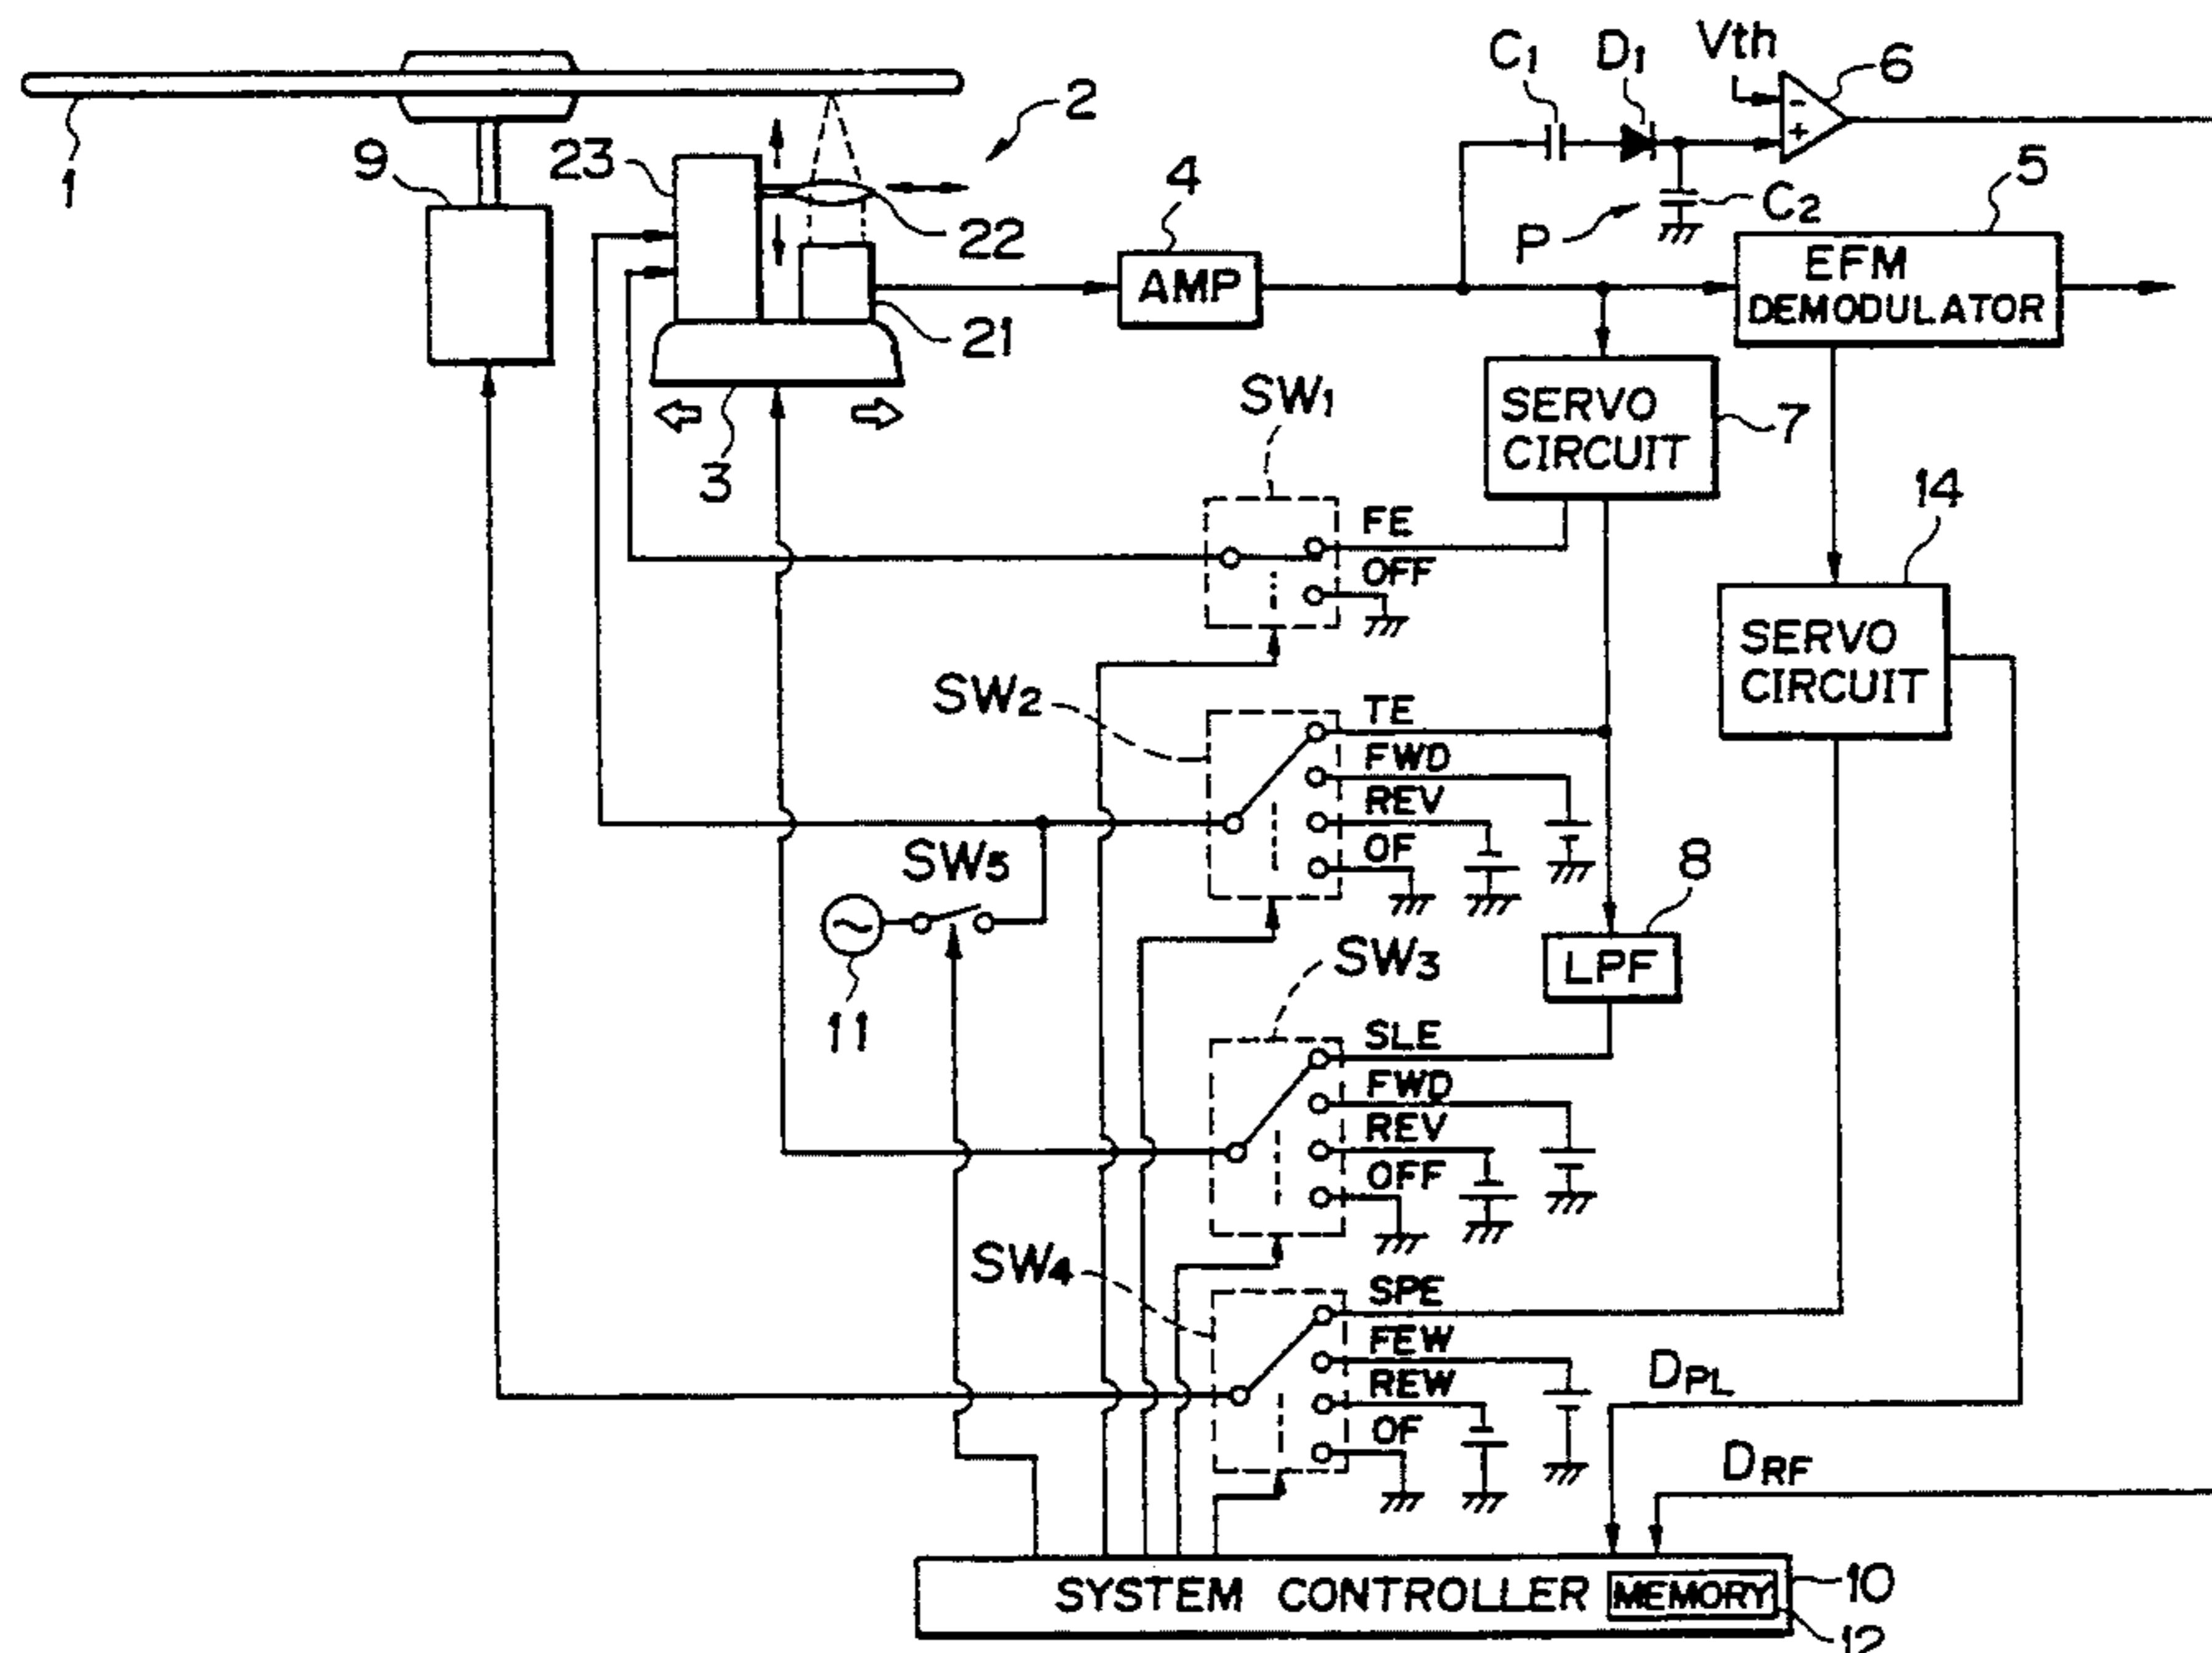 C1
D1
Vth
6
1
9
23
2
22
4
AMP
P
C2
5
EFM
DEMODULATOR
21
3
SERVO
CIRCUIT
7
SW1
FE
OFF
14
SERVO
CIRCUIT
SW2
TE
FWD
REV
OF
SW5
11
8
LPF
SW3
SLE
FWD
REV
OFF
SW4
SPE
FEW
REW
OF
DPL
DRF
SYSTEM CONTROLLER
MEMORY
10
12